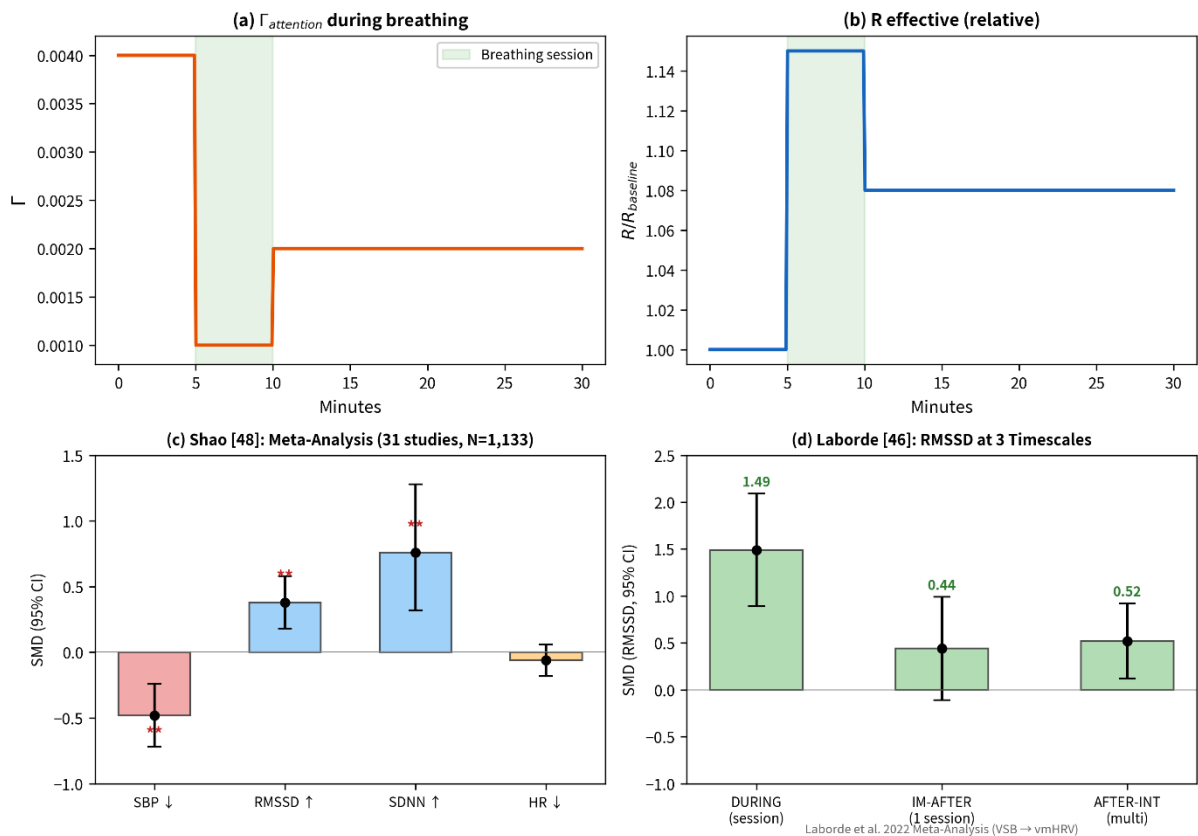 (a) Γattention during breathing
Γ
0.0040
0.0035
0.0030
0.0025
0.0020
0.0015
0.0010
Breathing session
0 5 10 15 20 25 30
Minutes
(b) R effective (relative)
R/Rbaseline
1.14
1.12
1.10
1.08
1.06
1.04
1.02
1.00
0 5 10 15 20 25 30
Minutes
(c) Shao [48]: Meta-Analysis (31 studies, N=1,133)
SMD (95% CI)
1.5
1.0
0.5
0.0
−0.5
−1.0
★★
★★
★★
SBP ↓ RMSSD ↑ SDNN ↑ HR ↓
(d) Laborde [46]: RMSSD at 3 Timescales
SMD (RMSSD, 95% CI)
2.5
2.0
1.5
1.0
0.5
0.0
−0.5
−1.0
1.49
0.44
0.52
DURING
(session)
IM-AFTER
(1 session)
AFTER-INT
(multi)
Laborde et al. 2022 Meta-Analysis (VSB → vmHRV)